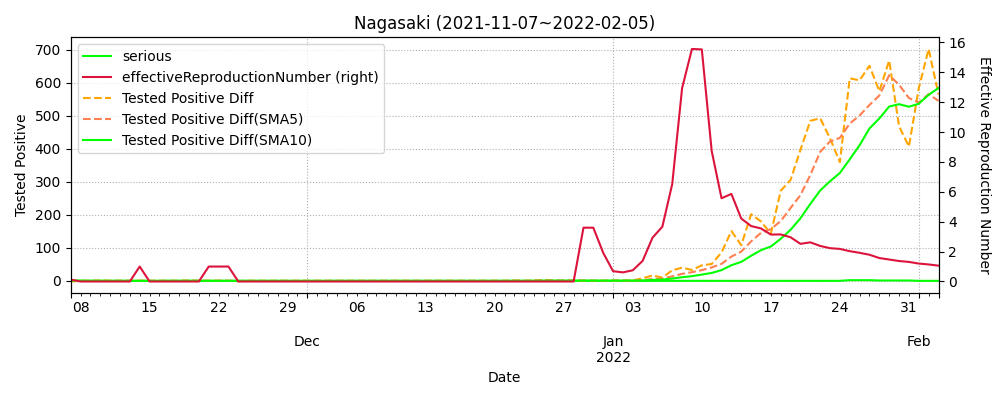 Nagasaki (2021-11-07~2022-02-05)
serious
effectiveReproductionNumber (right)
Tested Positive Diff
Tested Positive Diff(SMA5)
Tested Positive Diff(SMA10)
Tested Positive
700
600
500
400
300
200
100
0
16
14
12
10
8
6
4
2
0
Effective Reproduction Number
08 15 22 29 06 13 20 27 03 10 17 24 31
Dec Jan Feb
2022
Date